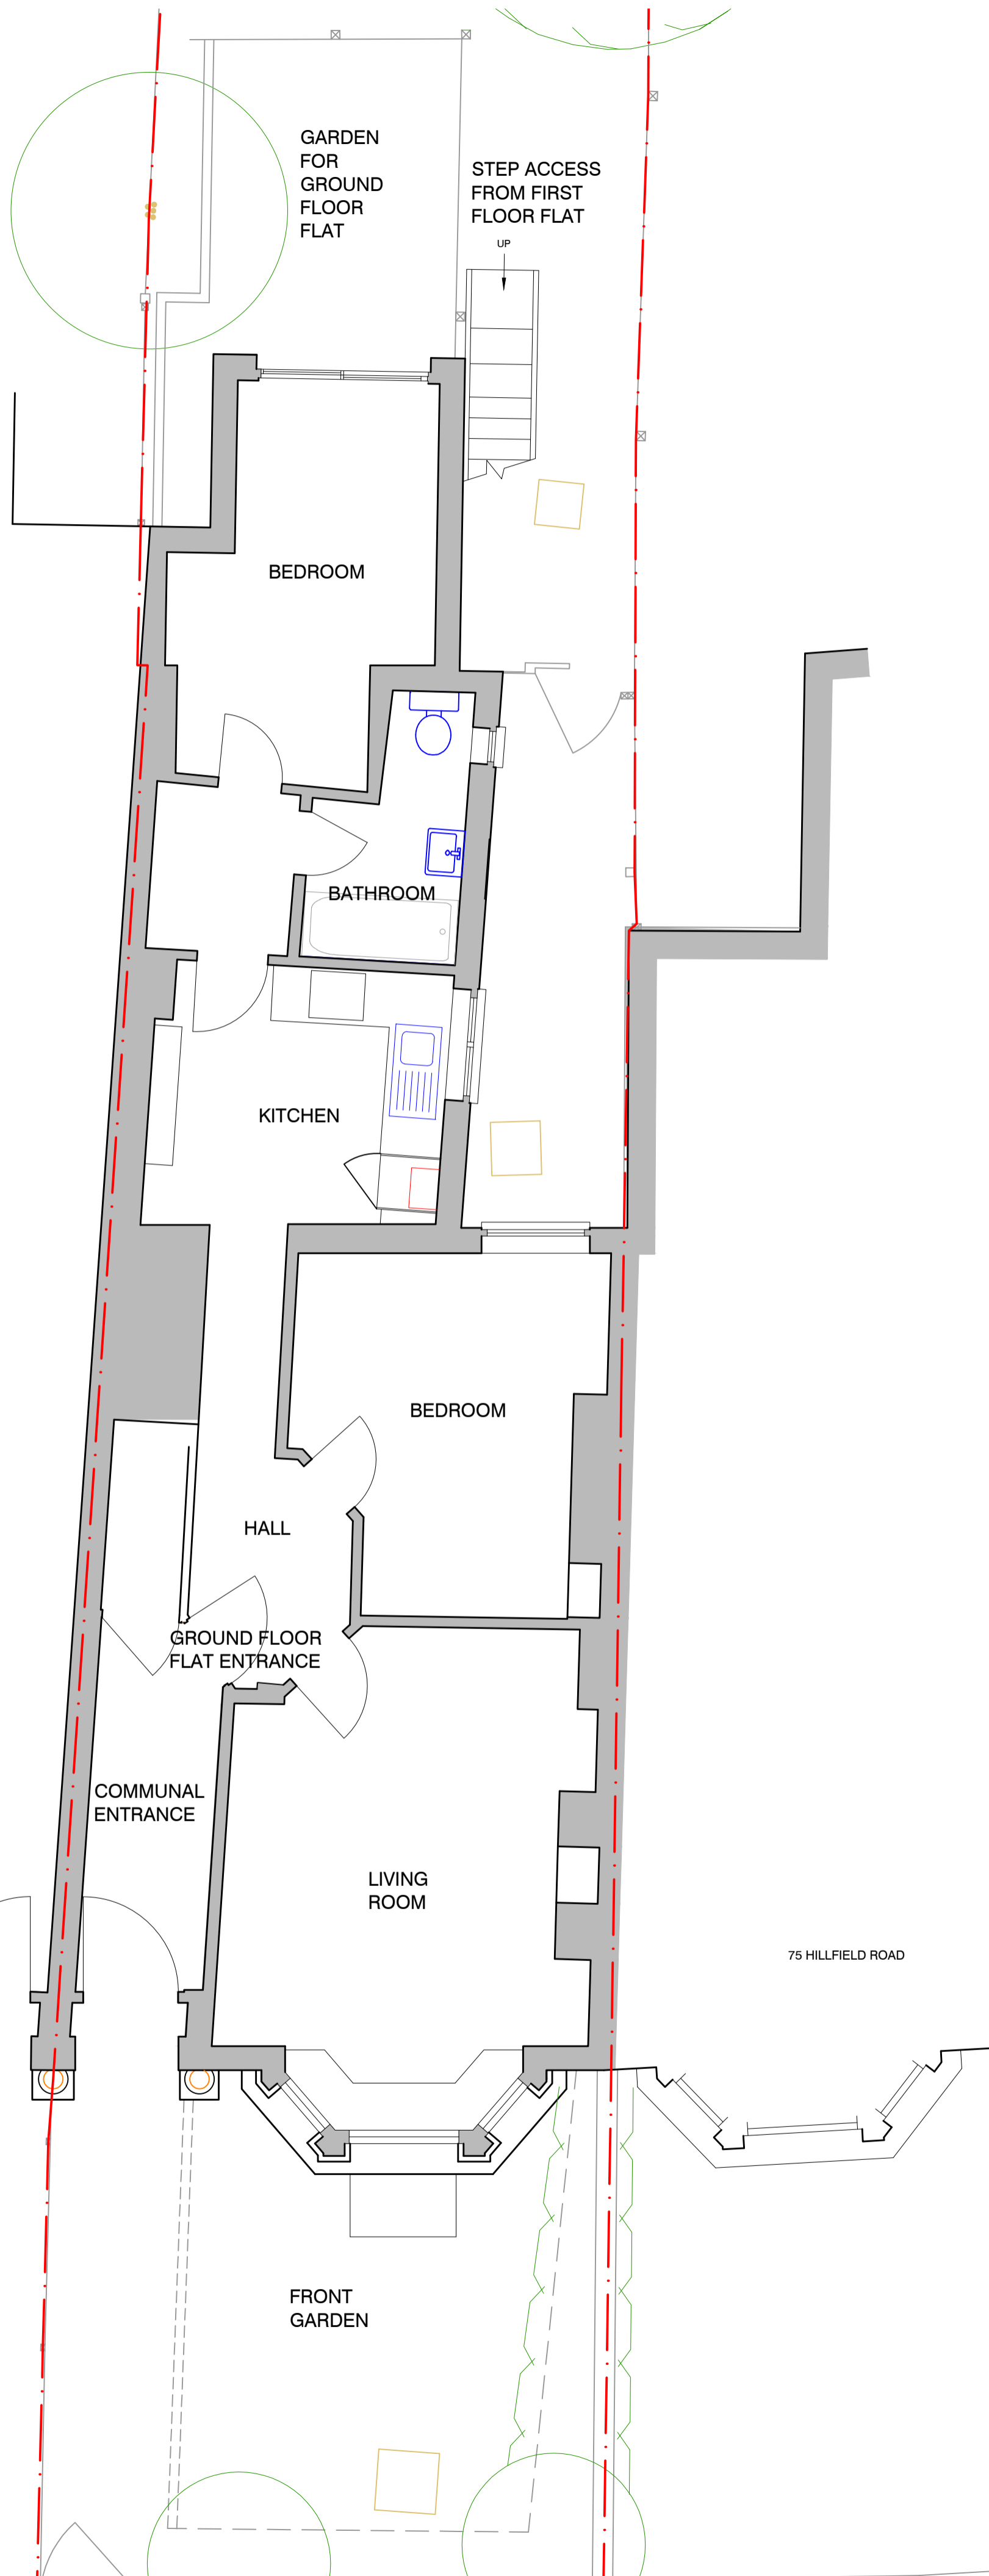 GARDEN
FOR
GROUND
FLOOR
FLAT
STEP ACCESS
FROM FIRST
FLOOR FLAT
UP
BEDROOM
BATHROOM
KITCHEN
BEDROOM
HALL
GROUND FLOOR
FLAT ENTRANCE
COMMUNAL
ENTRANCE
LIVING
ROOM
75 HILLFIELD ROAD
FRONT
GARDEN